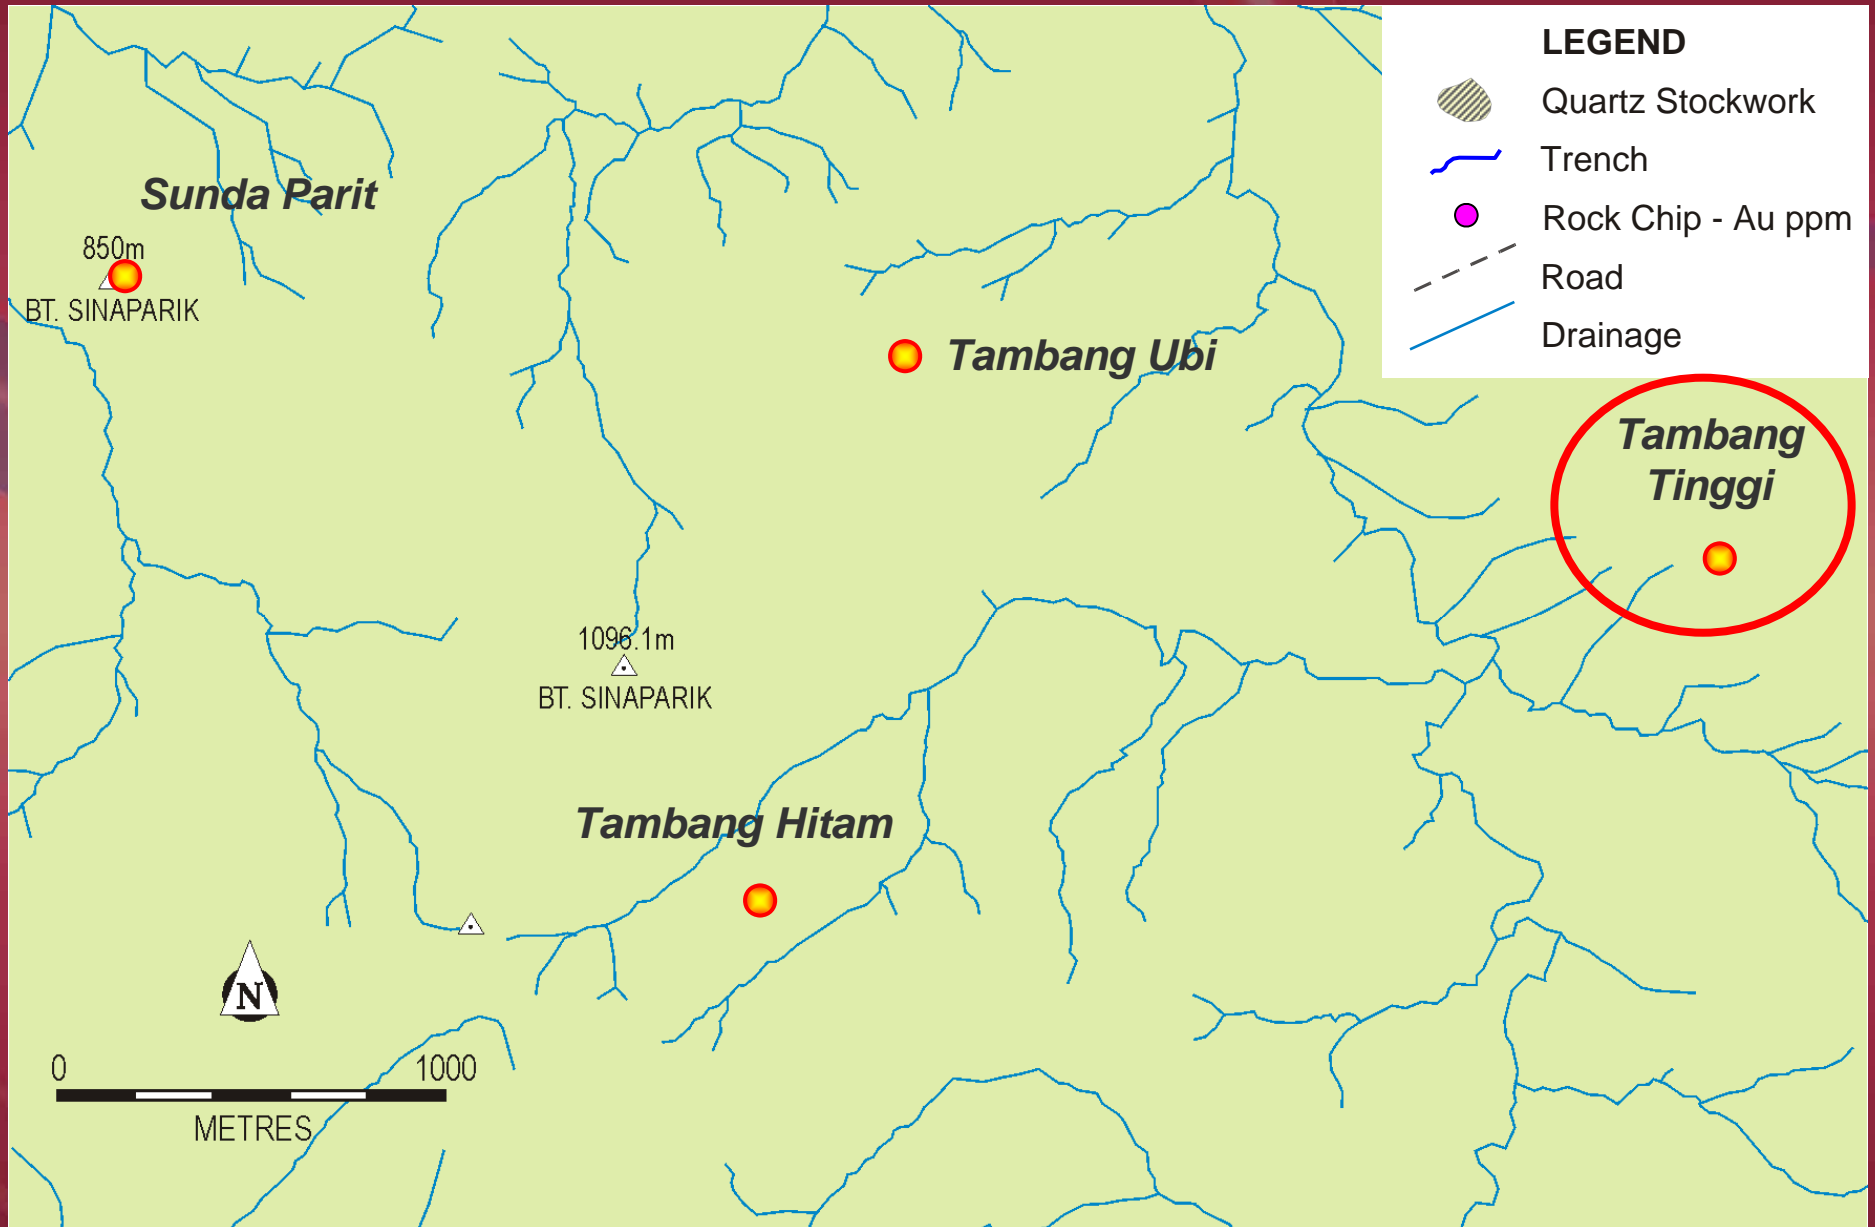 LEGEND
Quartz Stockwork
Trench
Rock Chip - Au ppm
Road
Drainage
Sunda Parit
850m
BT. SINAPARIK
Tambang Ubi
Tambang
Tinggi
1096.1m
BT. SINAPARIK
Tambang Hitam
N
0 1000
METRES